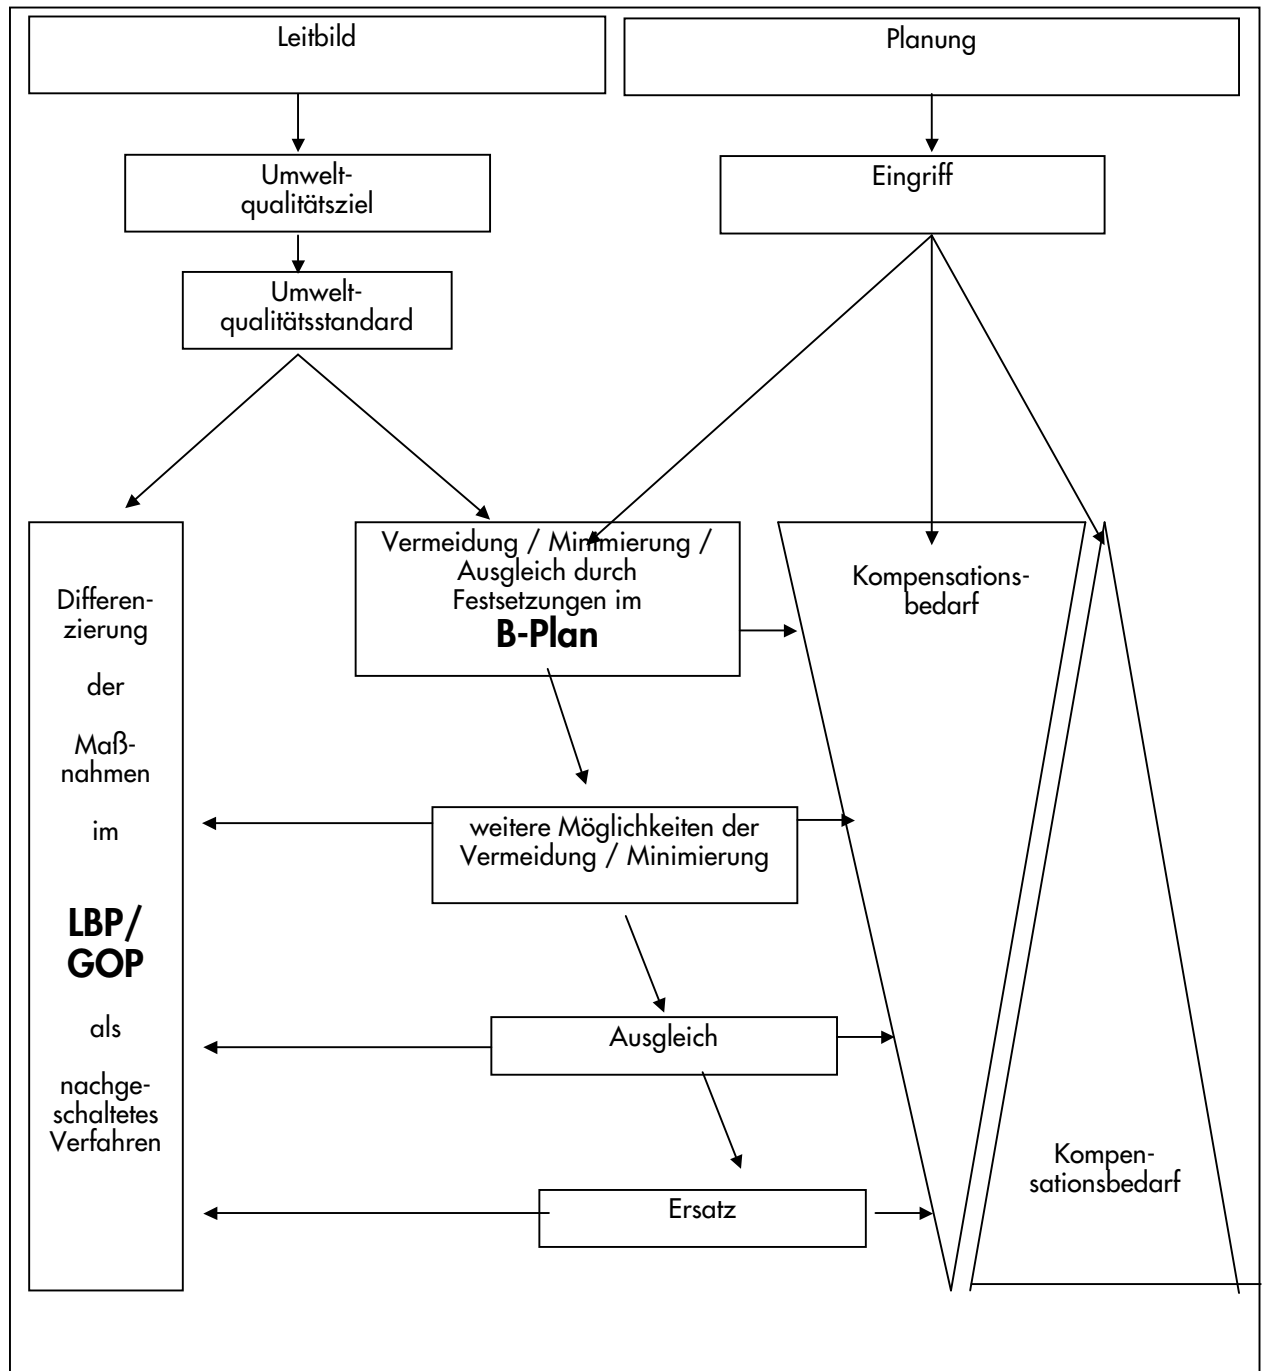 Leitbild
Planung
Umwelt-
qualitätsziel
Eingriff
Umwelt-
qualitätsstandard
Vermeidung / Minimierung /
Ausgleich durch
Festsetzungen im
B-Plan
Kompensations-
bedarf
Differen-
zierung
der
Maß-
nahmen
im
LBP/
GOP
als
nachge-
schaltetes
Verfahren
weitere Möglichkeiten der
Vermeidung / Minimierung
Ausgleich
Ersatz
Kompen-
sationsbedarf